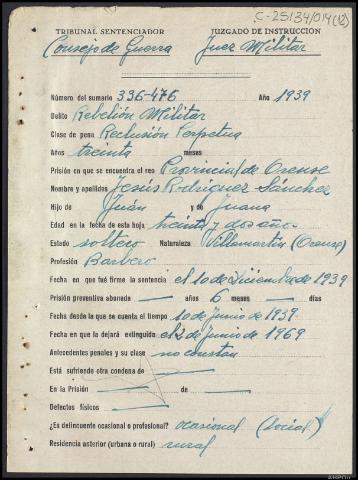 C-25134/014(12)
TRIBUNAL SENTENCIADOR JUZGADO DE INSTRUCCIÓN
Consejo de Guerra Juez Militar
Número del sumario 336-476 Año 1939
Delito Rebelión Militar
Clase de pena Reclusión Perpetua
Años treinta meses
Prisión en que se encuentra el reo Provincial de Orense
Nombre y apellidos Jesús Rodríguez Sánchez
Hijo de Juán y de Juana
Edad en la fecha de esta hoja treinta y dos años
Estado soltero Naturaleza Villamartín (Orense)
Profesión Barbero
Fecha en que fué firme la sentencia el 10 de Diciembre de 1939
Prisión preventiva abonada — años 6 meses — días
Fecha desde la que se cuenta el tiempo 10 de Junio de 1939-
Fecha en que la dejará extinguida el 2 de Junio de 1969
Antecedentes penales y su clase no constan
Está sufriendo otra condena de
En la Prisión de
Defectos físicos
¿Es delincuente ocasional o profesional? ocasional (Social)
Residencia anterior (urbana o rural) rural
AHPOu